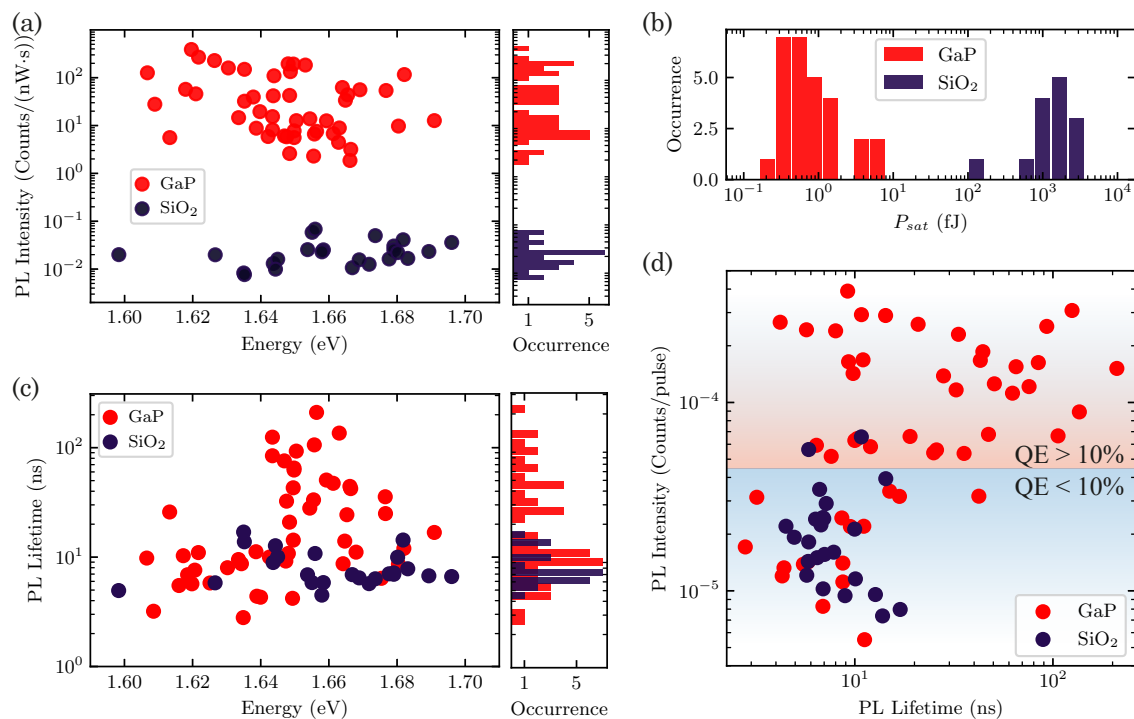 (a)
PL Intensity (Counts/(nW·s))
10²
10¹
10⁰
10⁻¹
10⁻²
GaP
SiO₂
1.60
1.62
1.64
1.66
1.68
1.70
Energy (eV)
1
5
Occurrence
(b)
Occurrence
5.0
2.5
0.0
GaP
SiO₂
10⁻¹
10⁰
10¹
10²
10³
10⁴
P_sat (fJ)
(c)
PL Lifetime (ns)
10²
10¹
10⁰
GaP
SiO₂
1.60
1.62
1.64
1.66
1.68
1.70
Energy (eV)
1
5
Occurrence
(d)
PL Intensity (Counts/pulse)
10⁻⁴
10⁻⁵
QE > 10%
QE < 10%
GaP
SiO₂
10¹
10²
PL Lifetime (ns)